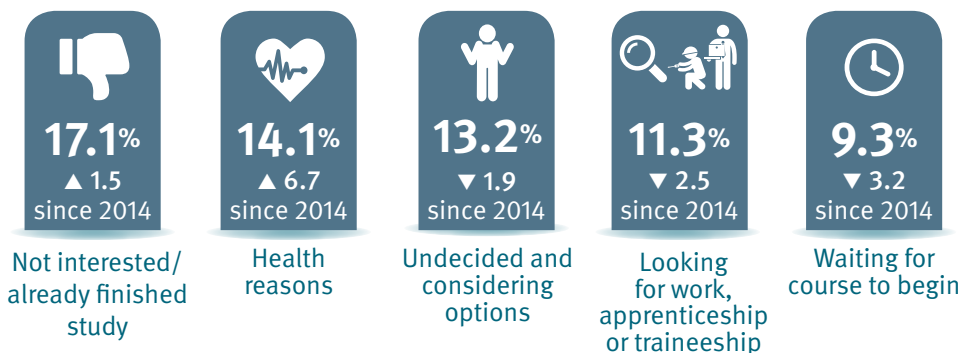 17.1%
▲ 1.5
since 2014
Not interested/
already finished
study
14.1%
▲ 6.7
since 2014
Health
reasons
13.2%
▼ 1.9
since 2014
Undecided and
considering
options
11.3%
▼ 2.5
since 2014
Looking
for work,
apprenticeship
or traineeship
9.3%
▼ 3.2
since 2014
Waiting for
course to begin